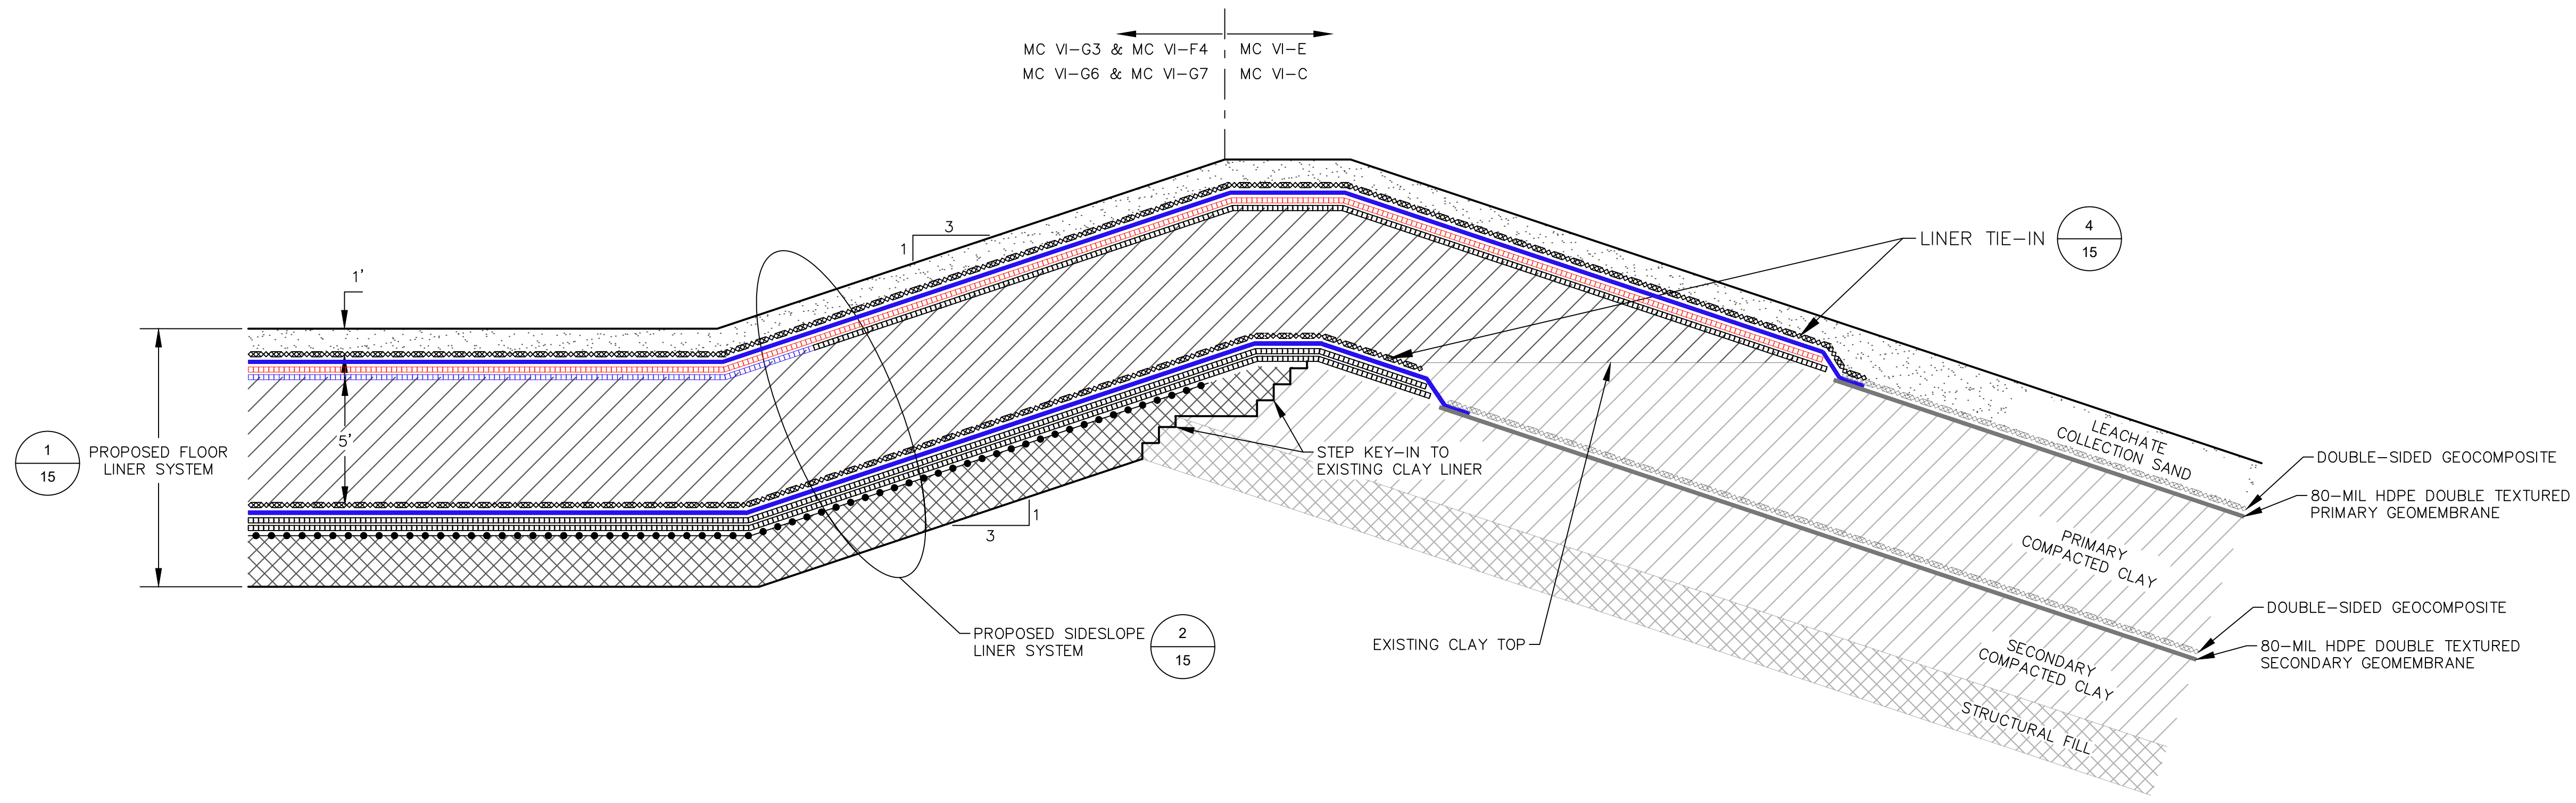 MC VI-G3 & MC VI-F4
MC VI-E
MC VI-G6 & MC VI-G7
MC VI-C
3
1
LINER TIE-IN
4
15
1'
5'
1
15
PROPOSED FLOOR
LINER SYSTEM
STEP KEY-IN TO
EXISTING CLAY LINER
1
3
LEACHATE
COLLECTION SAND
DOUBLE-SIDED GEOCOMPOSITE
80-MIL HDPE DOUBLE TEXTURED
PRIMARY GEOMEMBRANE
PRIMARY
COMPACTED CLAY
DOUBLE-SIDED GEOCOMPOSITE
80-MIL HDPE DOUBLE TEXTURED
SECONDARY GEOMEMBRANE
PROPOSED SIDESLOPE
LINER SYSTEM
2
15
EXISTING CLAY TOP
SECONDARY
COMPACTED CLAY
STRUCTURAL FILL